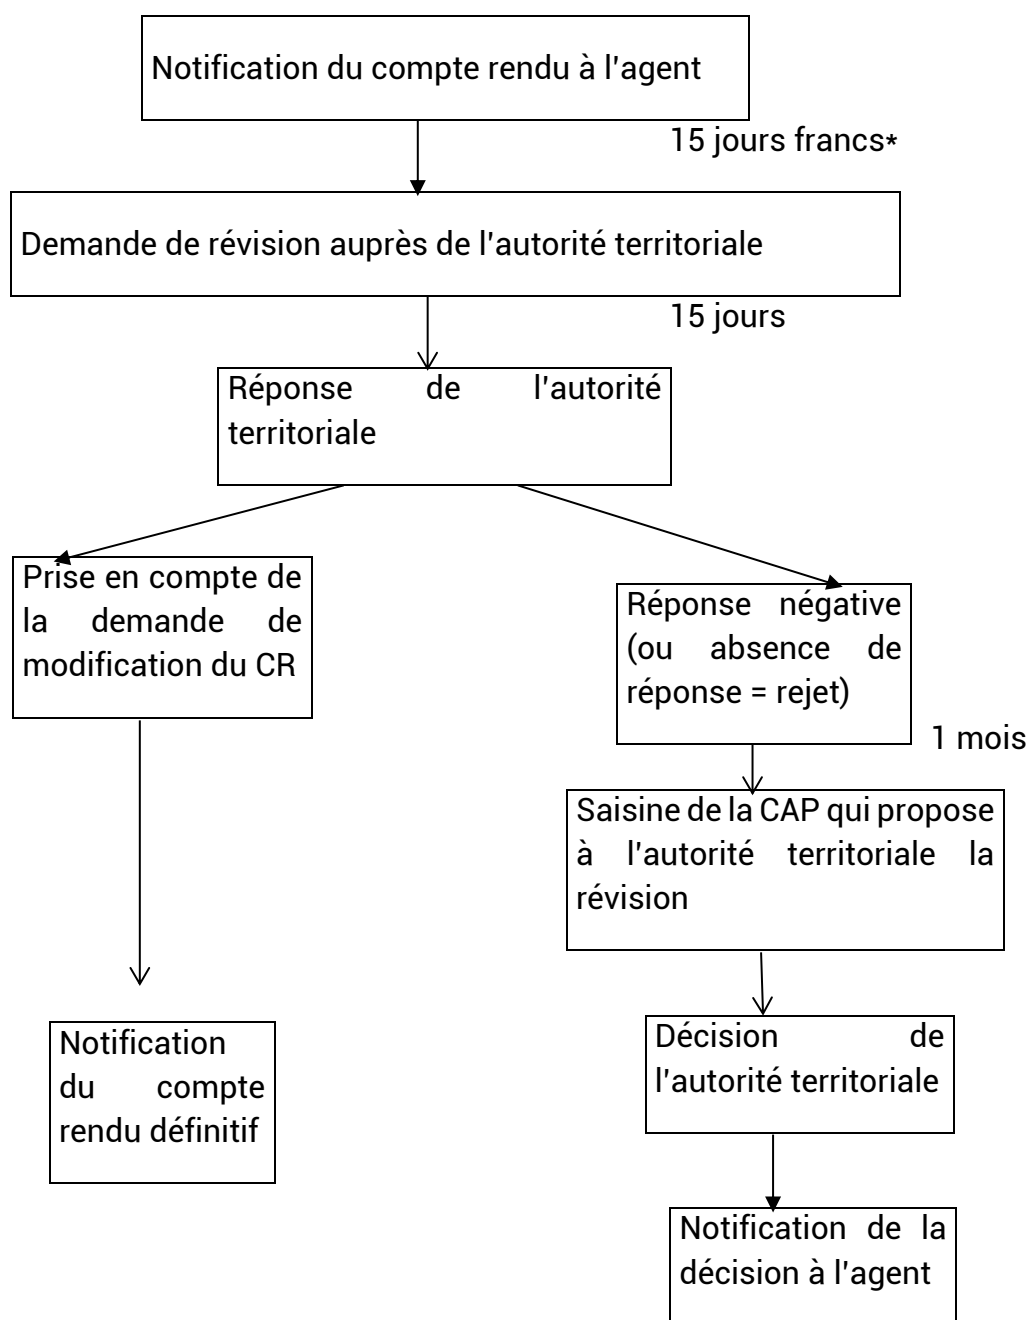 Notification du compte rendu à l'agent
15 jours francs*
Demande de révision auprès de l'autorité territoriale
15 jours
Réponse de l'autorité
territoriale
Prise en compte de
la demande de
modification du CR
Réponse négative
(ou absence de
réponse = rejet)
1 mois
Saisine de la CAP qui propose
à l'autorité territoriale la
révision
Notification
du compte
rendu définitif
Décision de
l'autorité territoriale
Notification de la
décision à l'agent